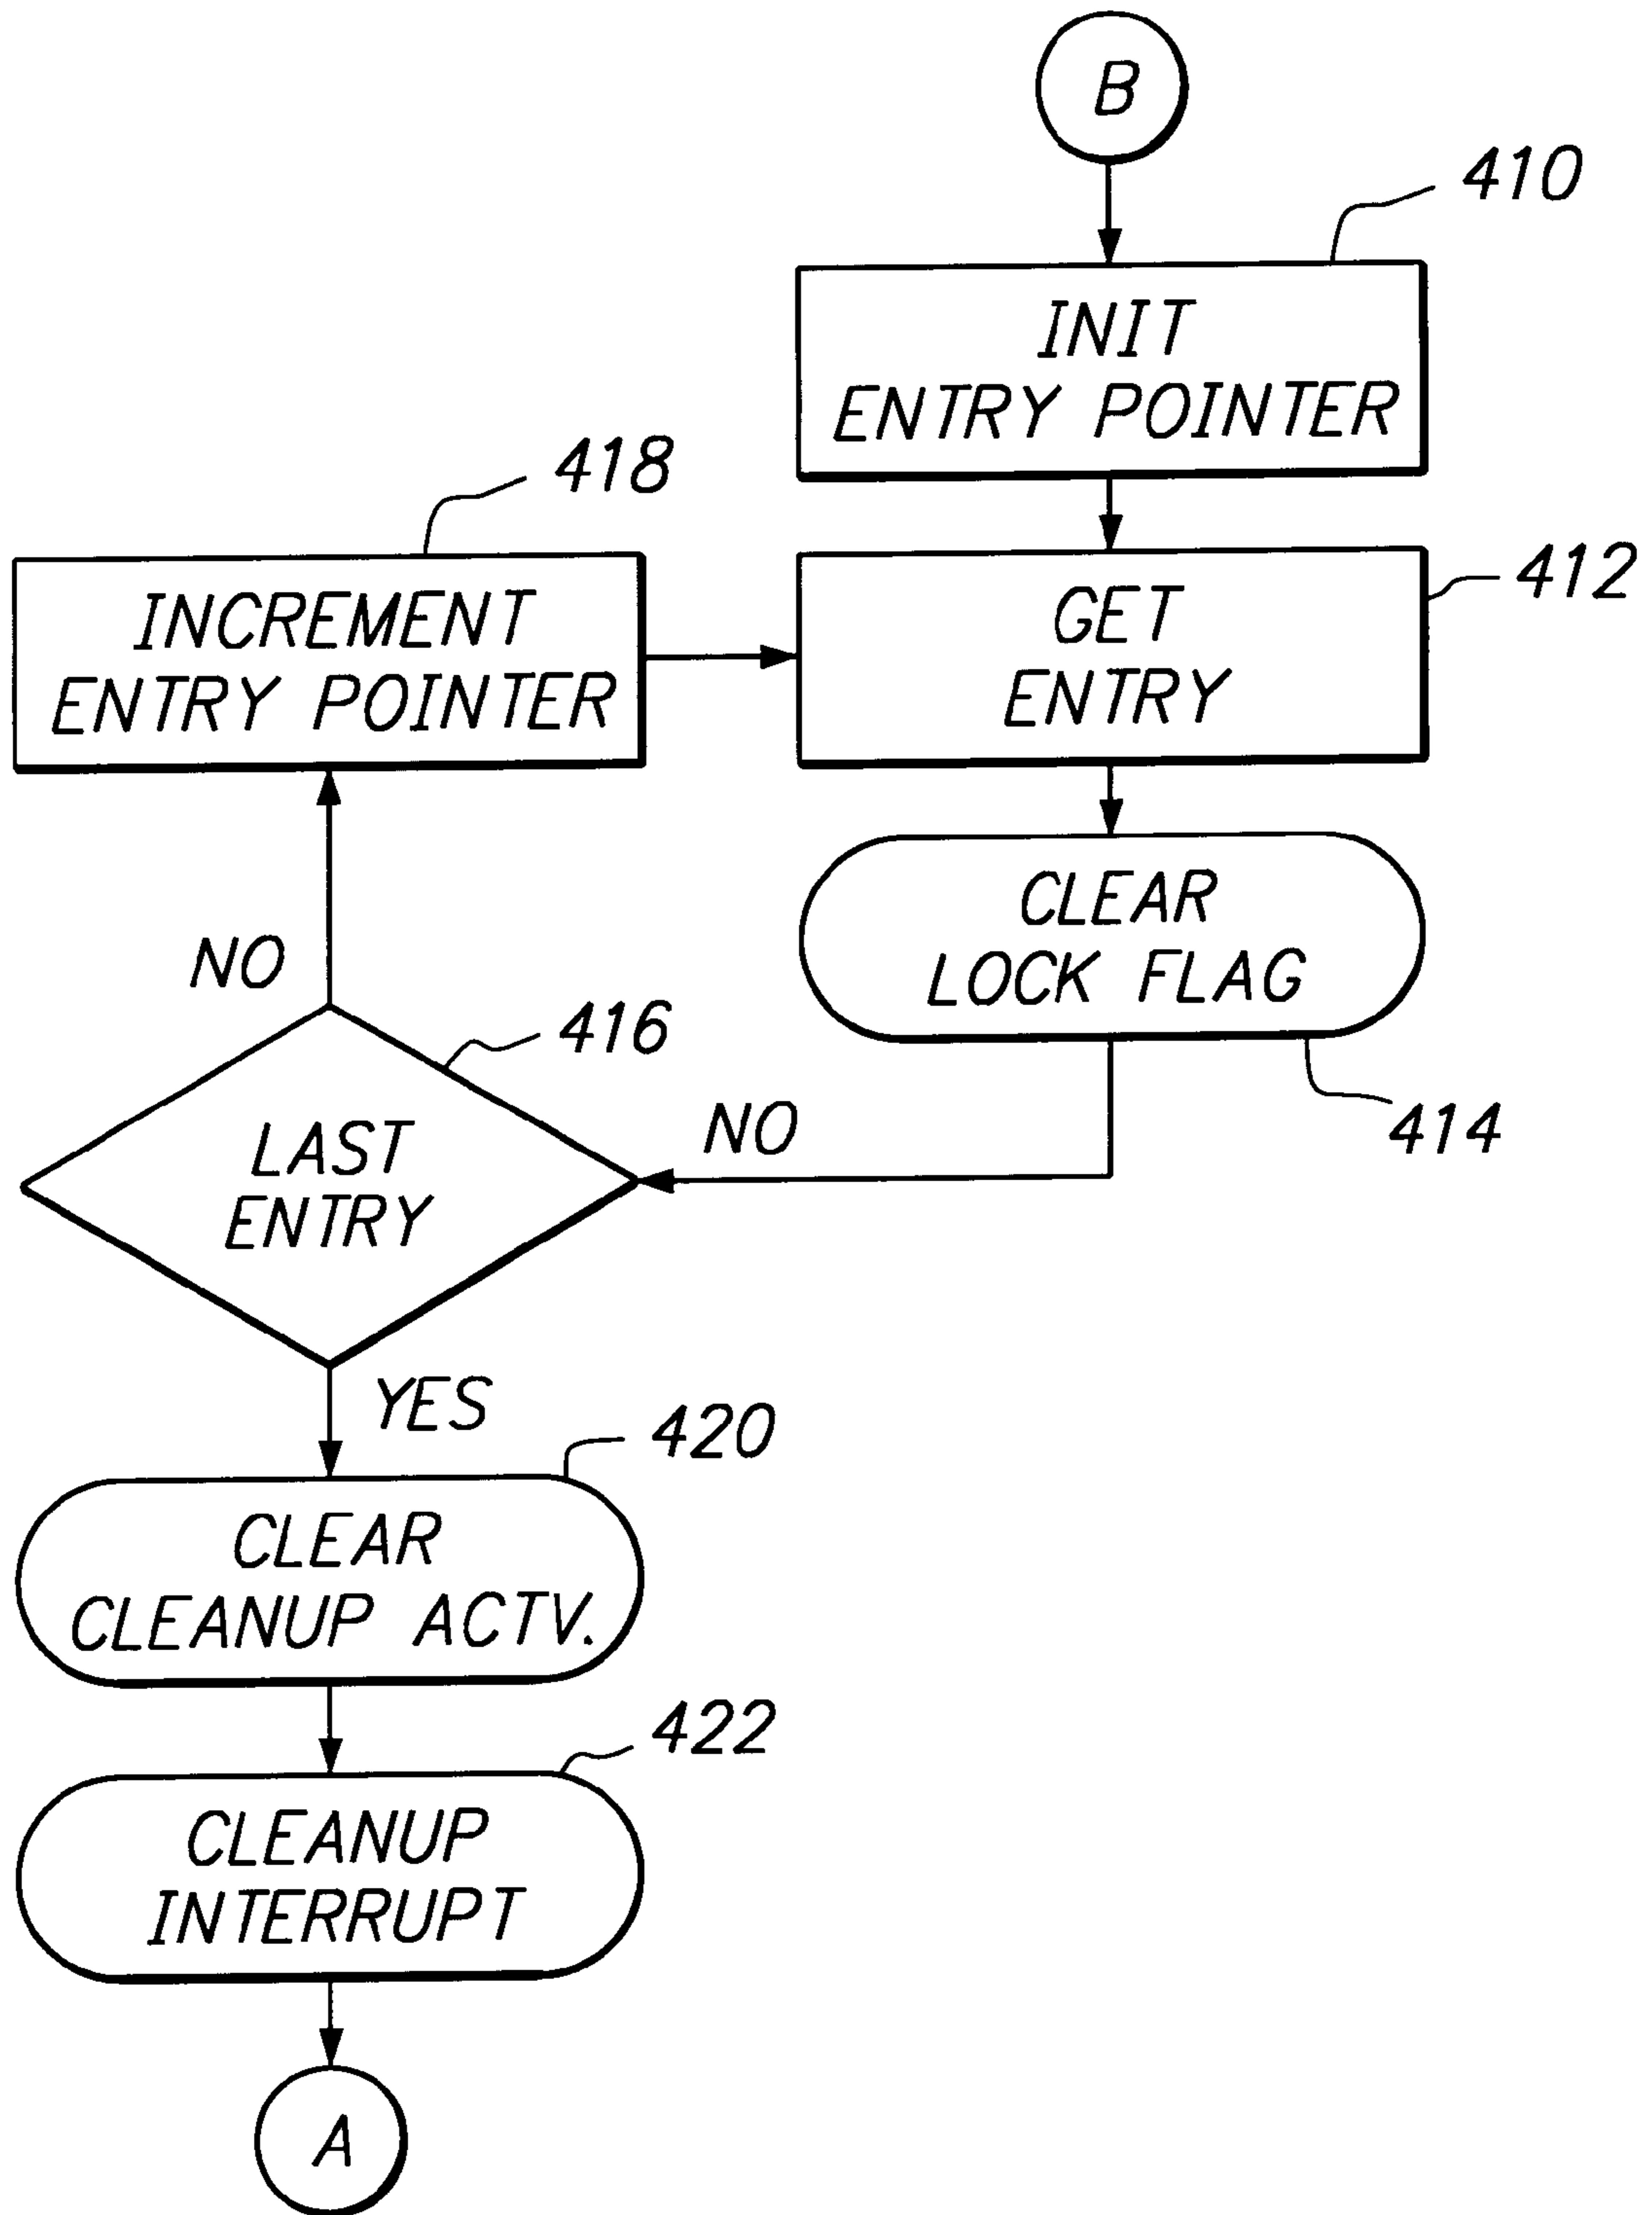 B
410
INIT
ENTRY POINTER
418
INCREMENT
ENTRY POINTER
412
GET
ENTRY
CLEAR
LOCK FLAG
414
NO
416
NO
LAST
ENTRY
YES
420
CLEAR
CLEANUP ACTV.
422
CLEANUP
INTERRUPT
A